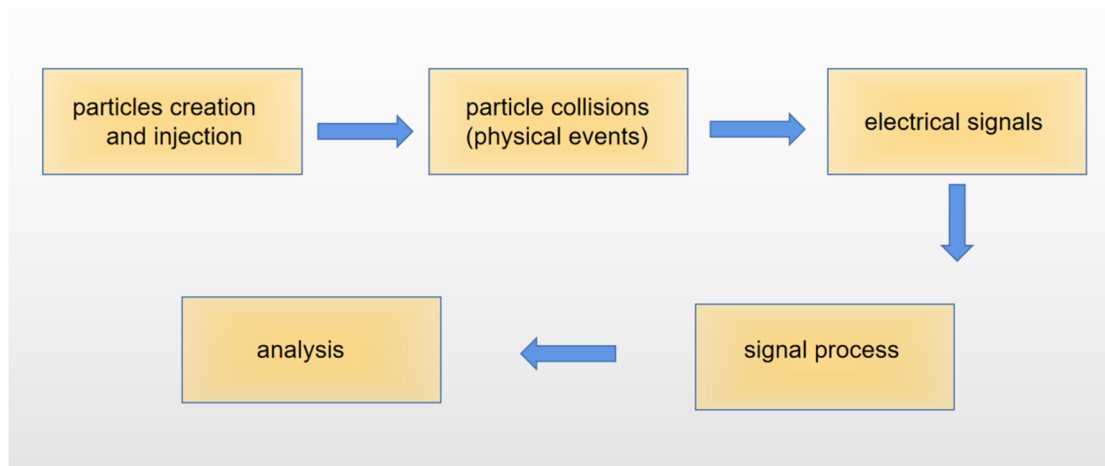 particles creation
and injection
particle collisions
(physical events)
electrical signals
signal process
analysis